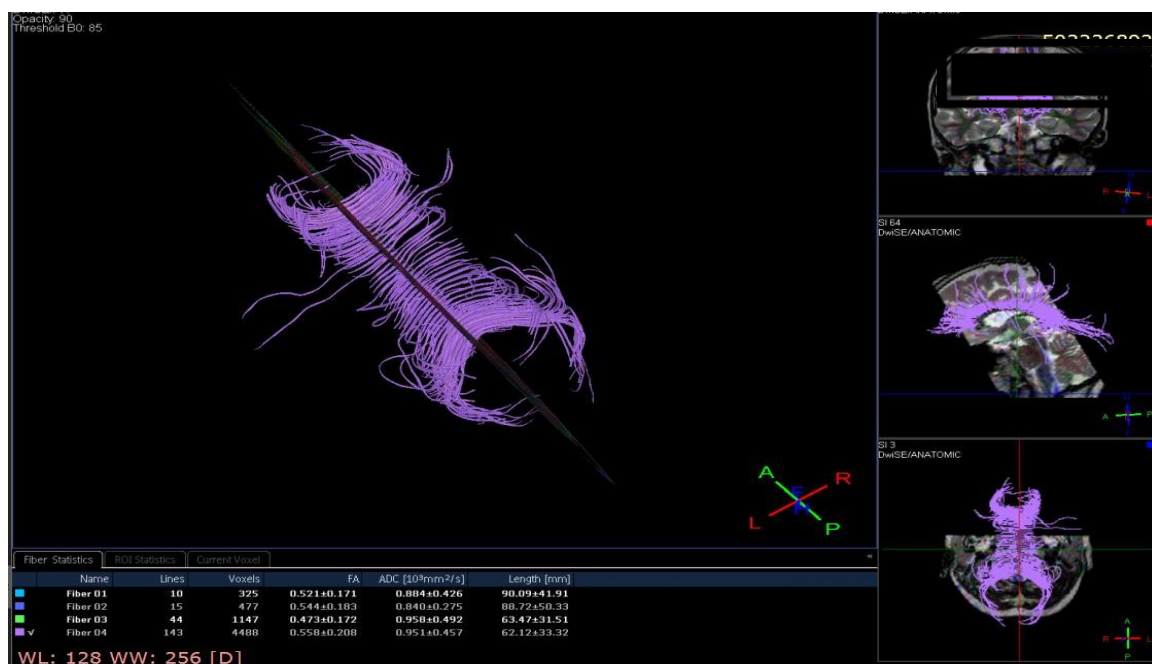 Opacity: 90
Threshold B0: 85
R L
SI 64
DwiSE/ANATOMIC
A P
SI 3
DwiSE/ANATOMIC
A
R L
P
A R
L P
Fiber Statistics ROI Statistics Current Voxel
Name Lines Voxels FA ADC [10³mm²/s] Length [mm]
Fiber 01 10 325 0.521±0.171 0.884±0.426 90.09±41.91
Fiber 02 15 477 0.544±0.183 0.840±0.275 88.72±50.33
Fiber 03 44 1147 0.473±0.172 0.958±0.492 63.47±31.51
√ Fiber 04 143 4488 0.558±0.208 0.951±0.457 62.12±33.32
WL: 128 WW: 256 [D]